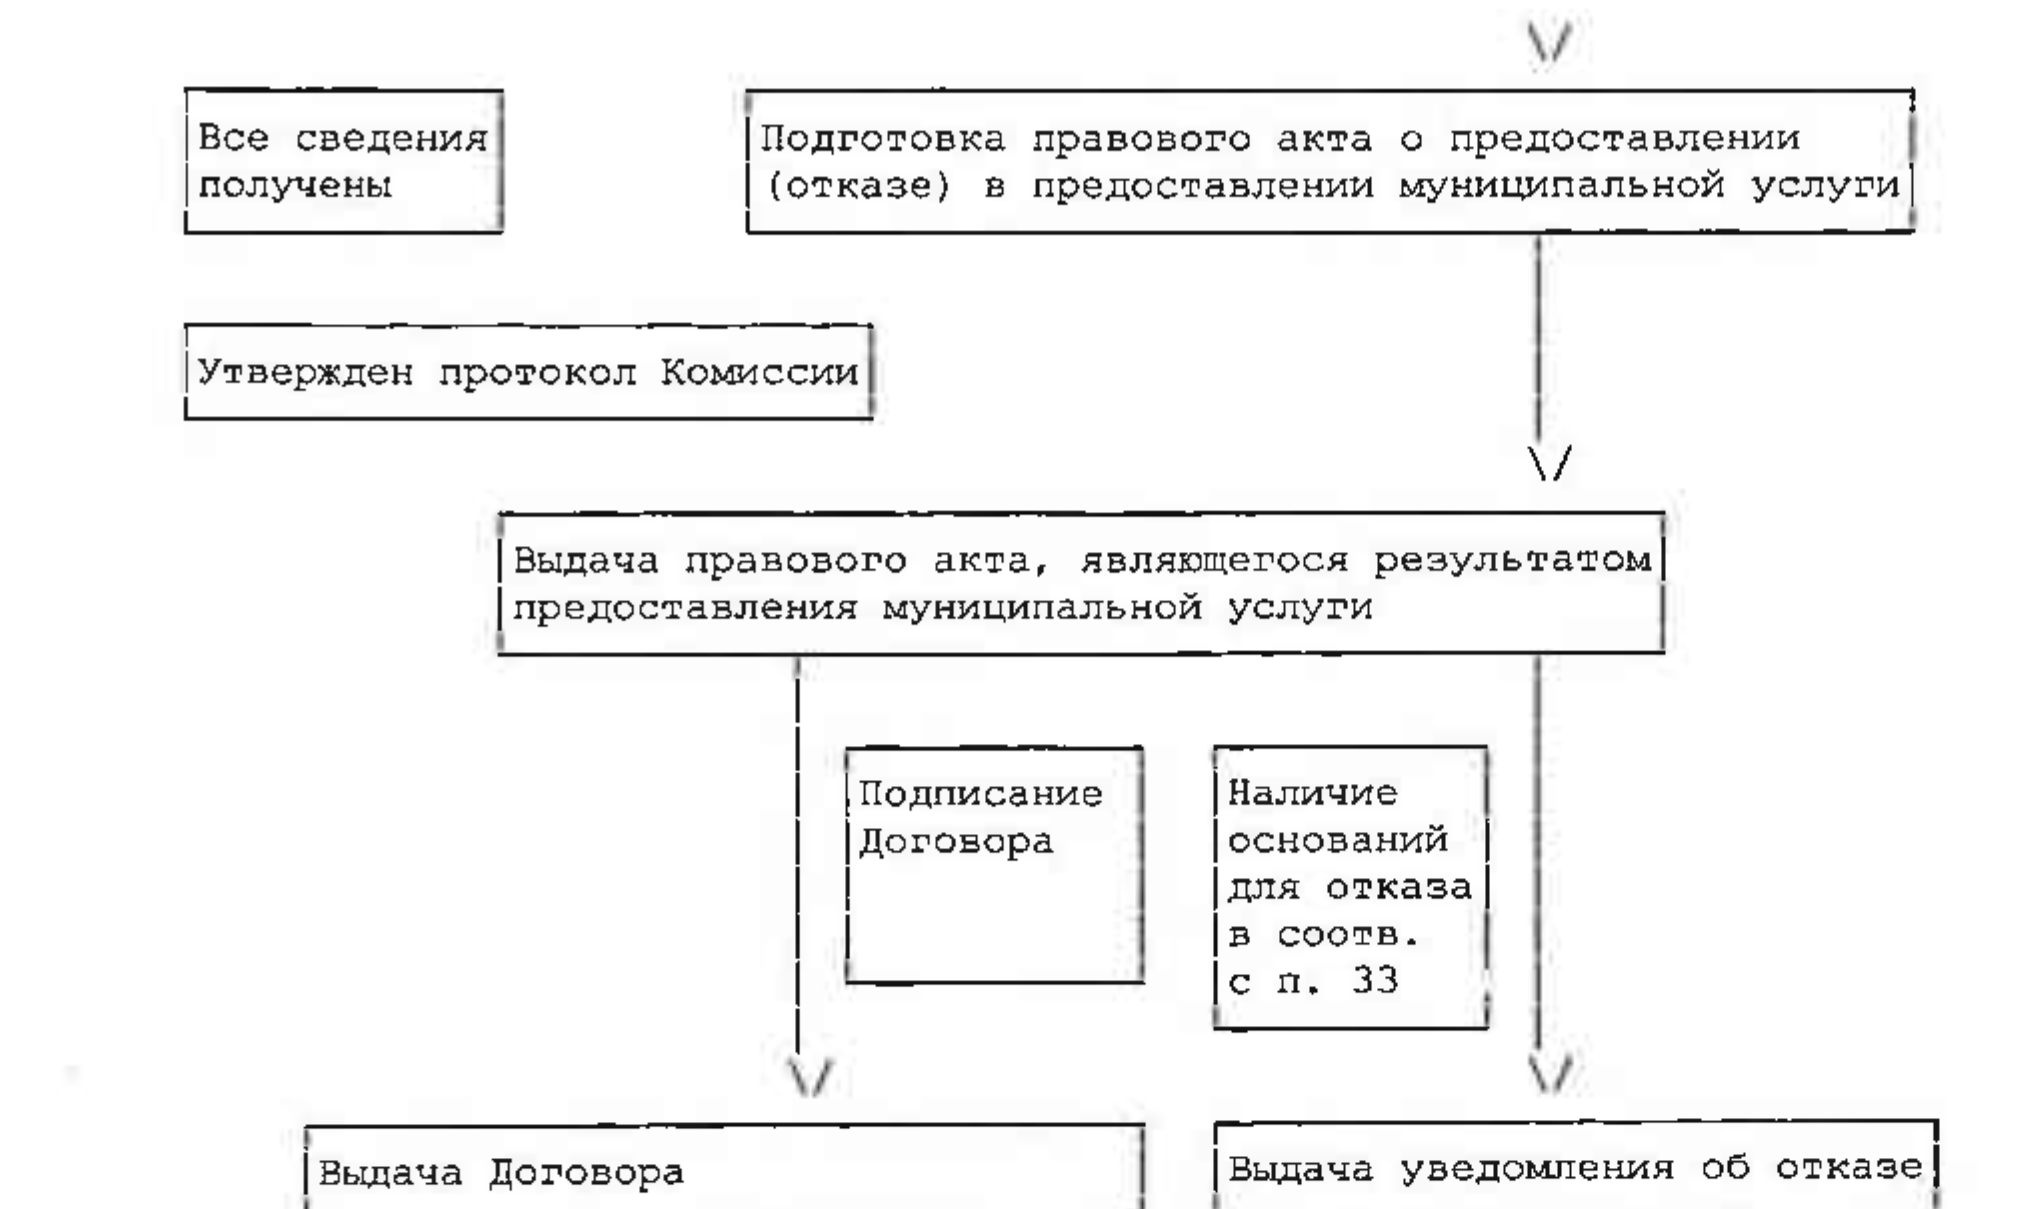 Все сведения
получены
Подготовка правового акта о предоставлении
(отказе) в предоставлении муниципальной услуги
Утвержден протокол Комиссии
Выдача правового акта, являющегося результатом
предоставления муниципальной услуги
Подписание
Договора
Наличие
оснований
для отказа
в соотв.
с п. 33
Выдача Договора
Выдача уведомления об отказе